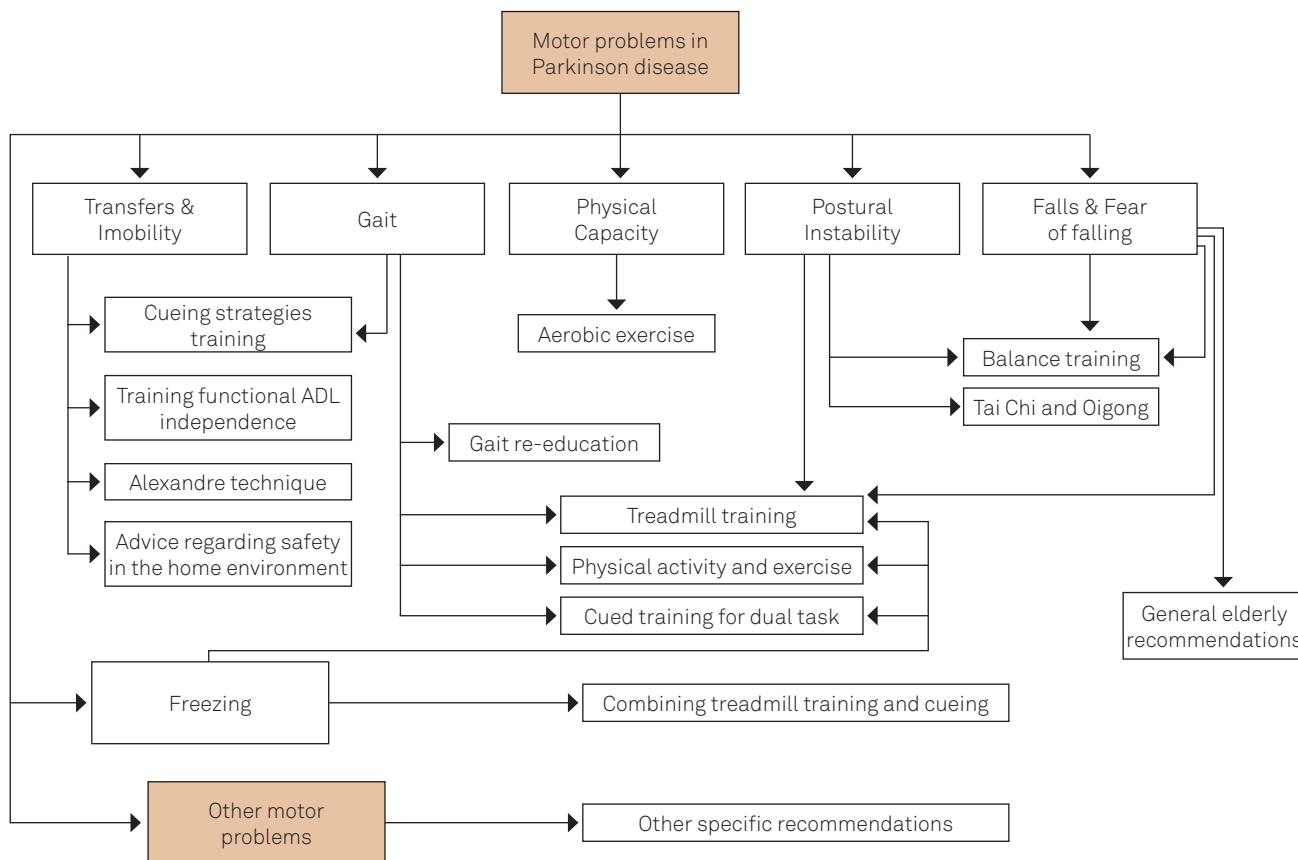 Motor problems in
Parkinson disease
Transfers &
Imobility
Gait
Physical
Capacity
Postural
Instability
Falls & Fear
of falling
Cueing strategies
training
Aerobic exercise
Balance training
Training functional ADL
independence
Tai Chi and Oigong
Gait re-education
Alexandre technique
Treadmill training
Advice regarding safety
in the home environment
Physical activity and exercise
Cued training for dual task
General elderly
recommendations
Freezing
Combining treadmill training and cueing
Other motor
problems
Other specific recommendations